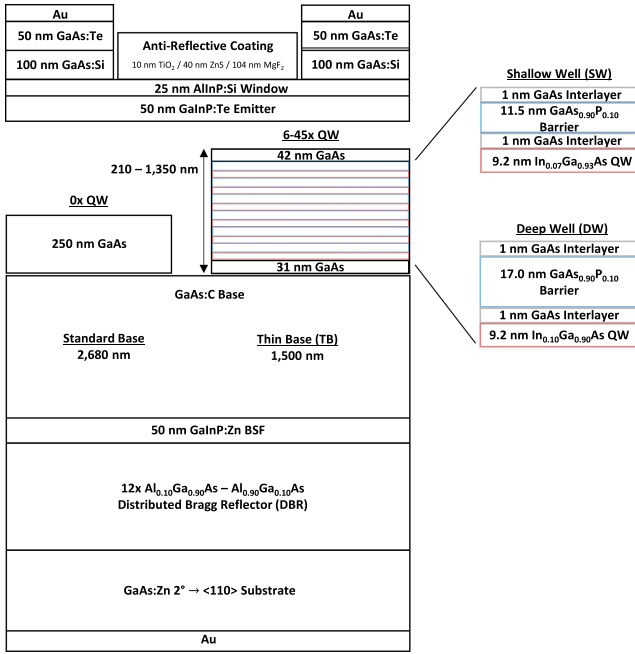 Au
Au
50 nm GaAs:Te
50 nm GaAs:Te
100 nm GaAs:Si
100 nm GaAs:Si
Anti-Reflective Coating
10 nm TiO₂ / 40 nm ZnS / 104 nm MgF₂
25 nm AlInP:Si Window
50 nm GaInP:Te Emitter
6-45x QW
42 nm GaAs
210 – 1,350 nm
31 nm GaAs
0x QW
250 nm GaAs
Shallow Well (SW)
1 nm GaAs Interlayer
11.5 nm GaAs₀.₉₀P₀.₁₀
Barrier
1 nm GaAs Interlayer
9.2 nm In₀.₀₇Ga₀.₉₃As QW
Deep Well (DW)
1 nm GaAs Interlayer
17.0 nm GaAs₀.₉₀P₀.₁₀
Barrier
1 nm GaAs Interlayer
9.2 nm In₀.₁₀Ga₀.₉₀As QW
GaAs:C Base
Standard Base
2,680 nm
Thin Base (TB)
1,500 nm
50 nm GaInP:Zn BSF
12x Al₀.₁₀Ga₀.₉₀As – Al₀.₉₀Ga₀.₁₀As
Distributed Bragg Reflector (DBR)
GaAs:Zn 2° → <110> Substrate
Au